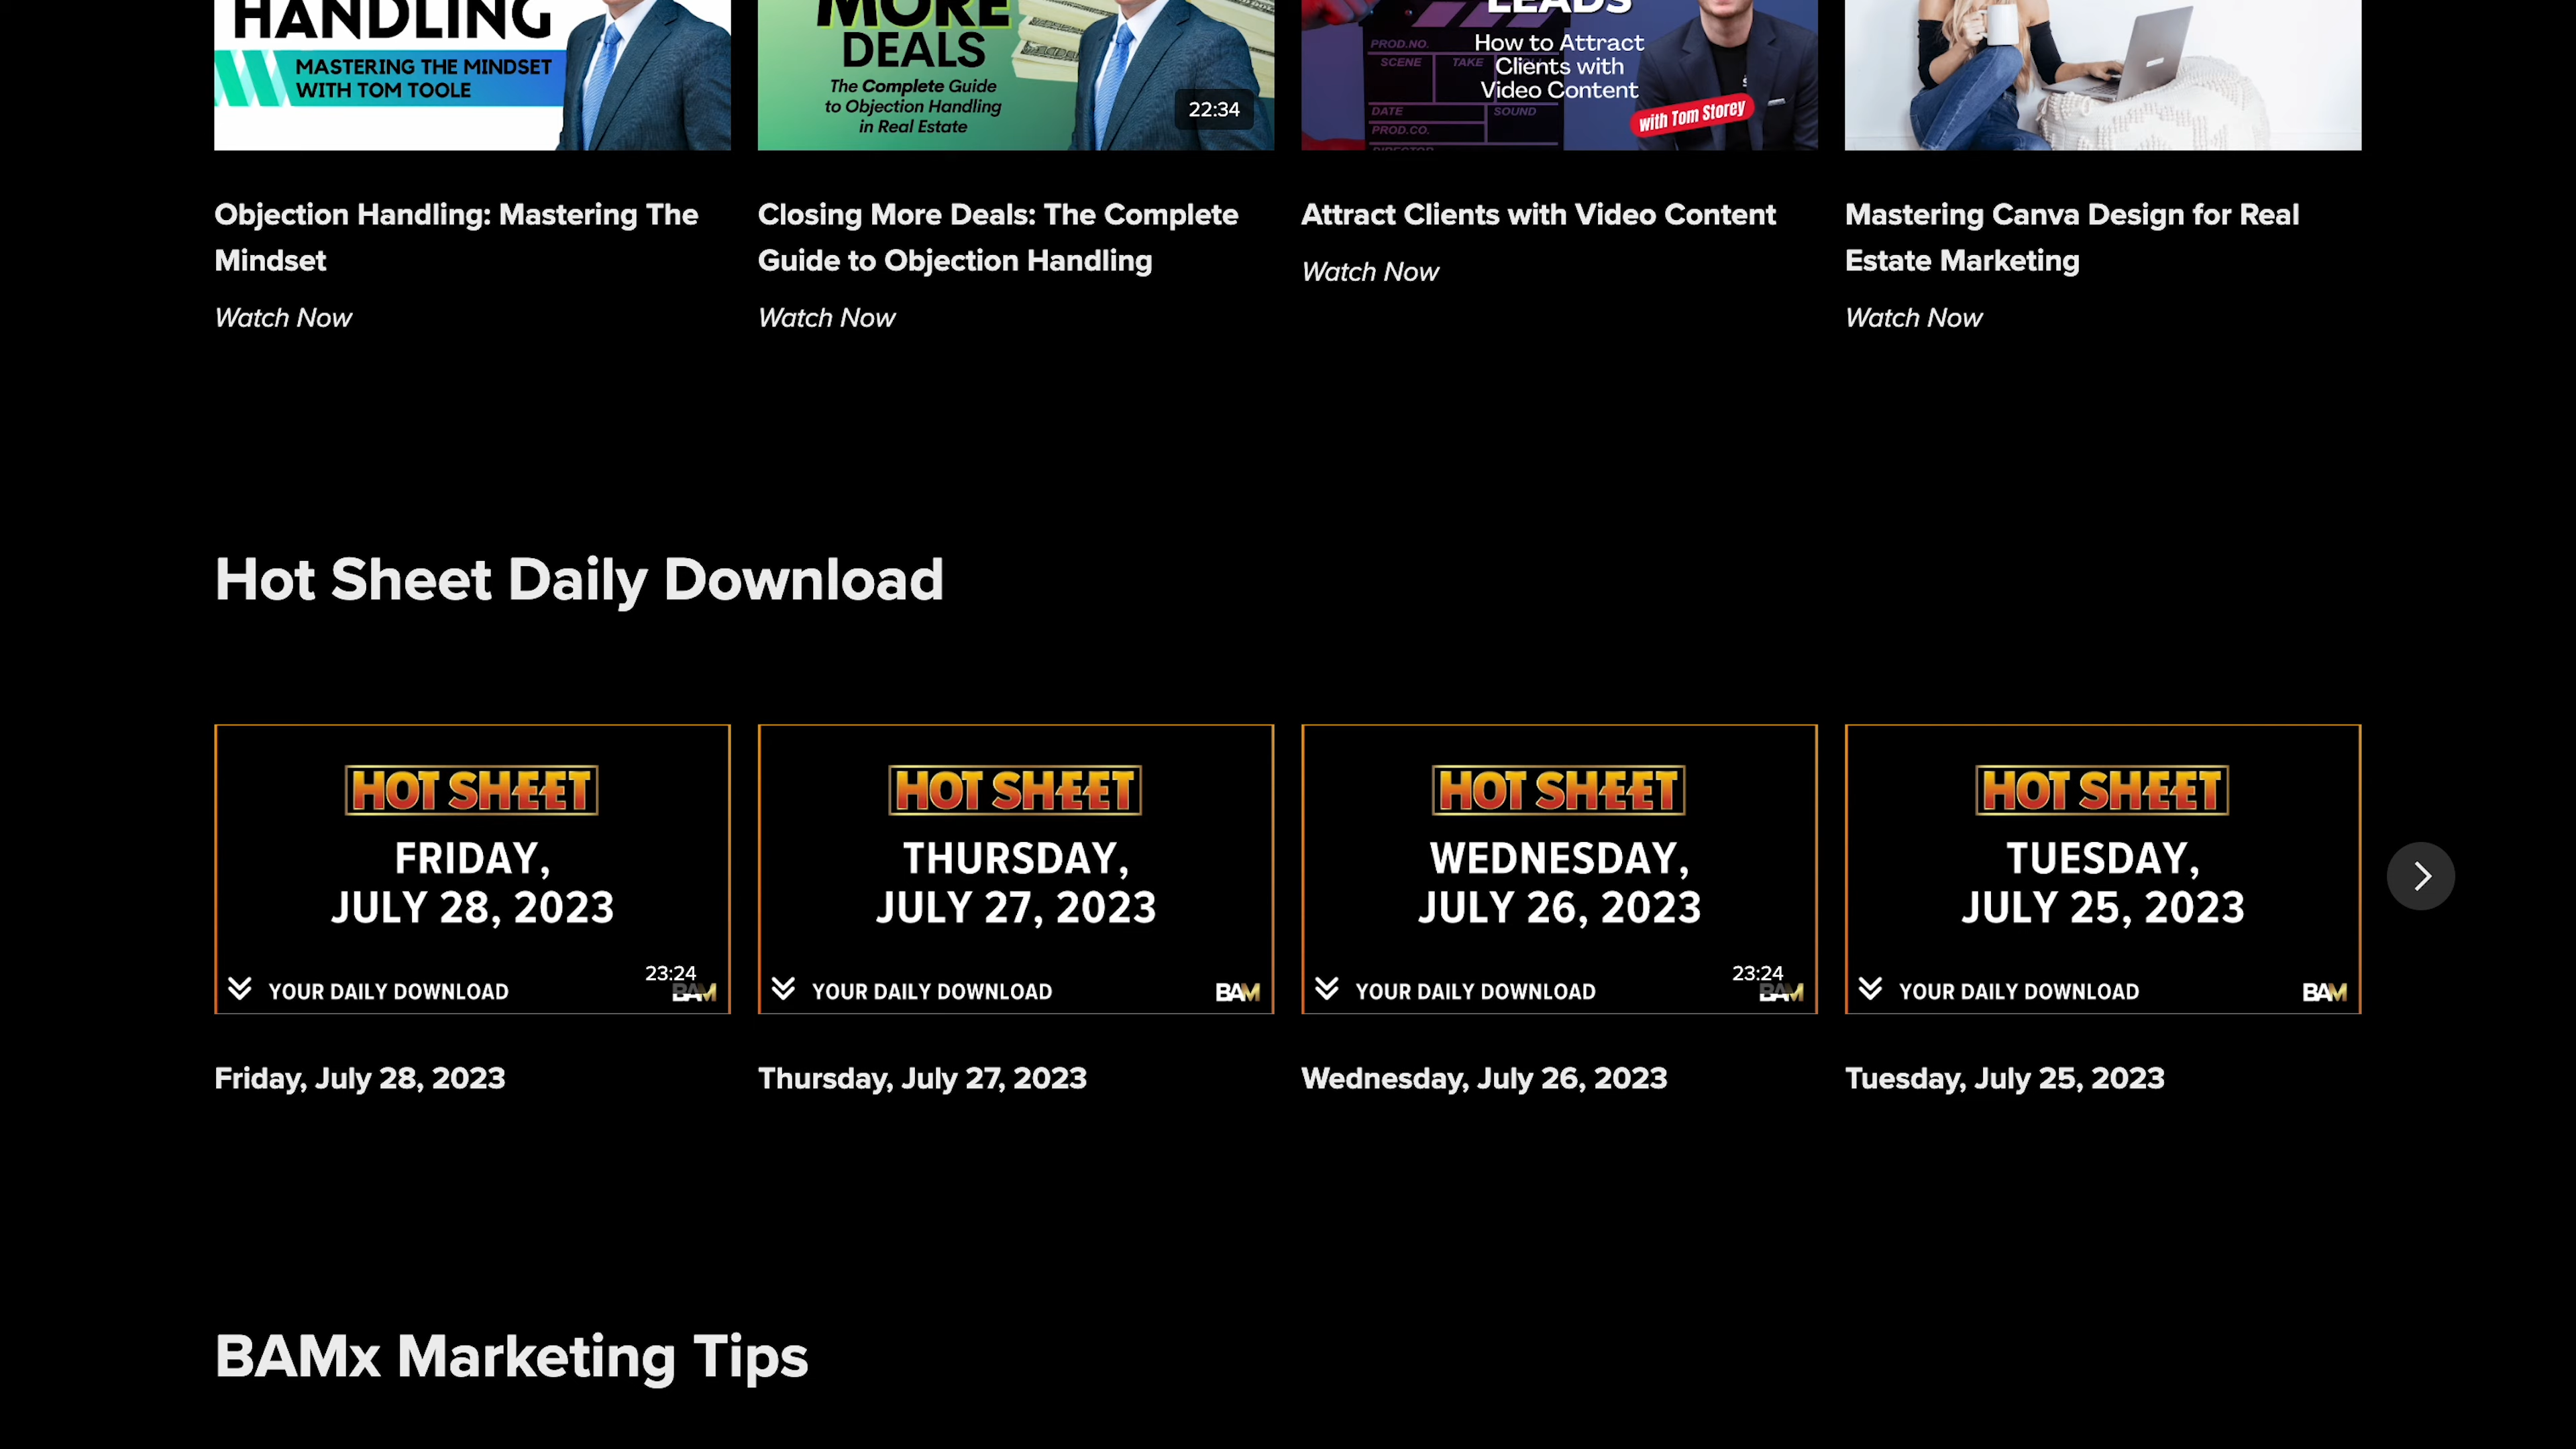 HANDLING
MASTERING THE MINDSET
WITH TOM TOOLE
MORE
DEALS
The Complete Guide
to Objection Handling
in Real Estate
22:34
LEADS
How to Attract
Clients with
Video Content
with Tom Storey
PROD.NO.
SCENE
TAKE
DATE
SOUND
PROD.CO.
DIRECTOR
Objection Handling: Mastering The
Mindset
Watch Now
Closing More Deals: The Complete
Guide to Objection Handling
Watch Now
Attract Clients with Video Content
Watch Now
Mastering Canva Design for Real
Estate Marketing
Watch Now
Hot Sheet Daily Download
HOT SHEET
FRIDAY,
JULY 28, 2023
23:24
YOUR DAILY DOWNLOAD
BAM
HOT SHEET
THURSDAY,
JULY 27, 2023
YOUR DAILY DOWNLOAD
BAM
HOT SHEET
WEDNESDAY,
JULY 26, 2023
23:24
YOUR DAILY DOWNLOAD
BAM
HOT SHEET
TUESDAY,
JULY 25, 2023
YOUR DAILY DOWNLOAD
BAM
Friday, July 28, 2023
Thursday, July 27, 2023
Wednesday, July 26, 2023
Tuesday, July 25, 2023
BAMx Marketing Tips